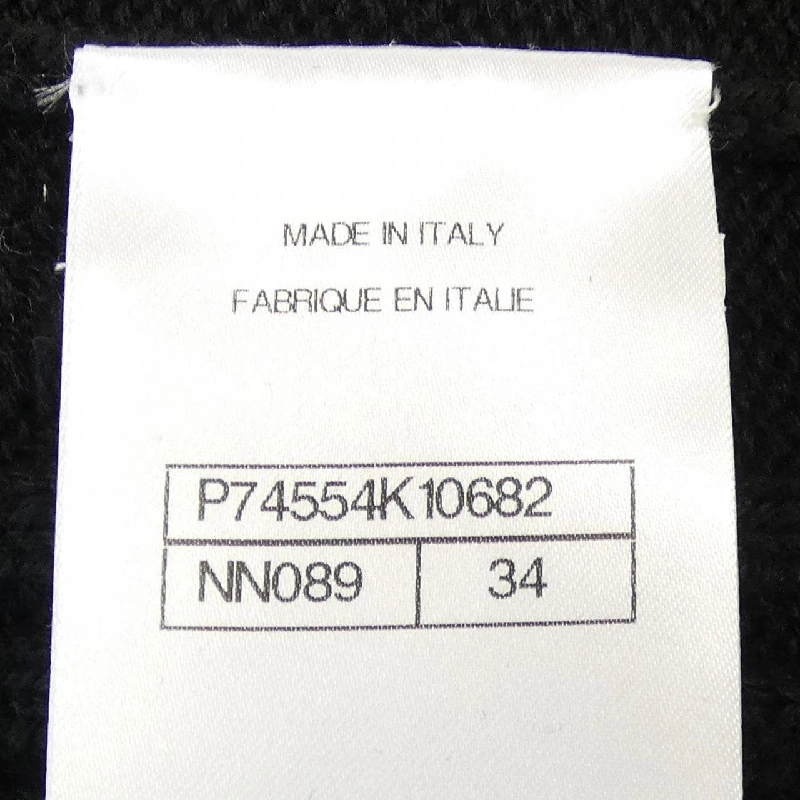 MADE IN ITALY
FABRIQUE EN ITALIE
P74554K10682
NN089 34